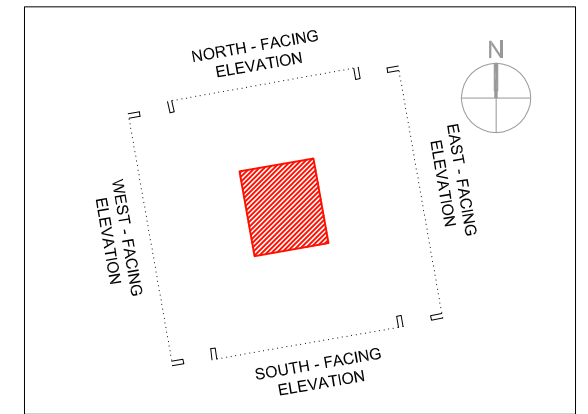 NORTH - FACING
ELEVATION
N
EAST - FACING
ELEVATION
WEST - FACING
ELEVATION
SOUTH - FACING
ELEVATION